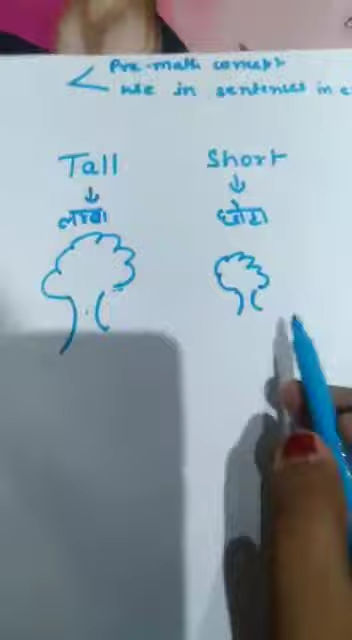 Pre-math concept
use in sentences in
Tall
Short
↓
↓
लम्बा
छोटा